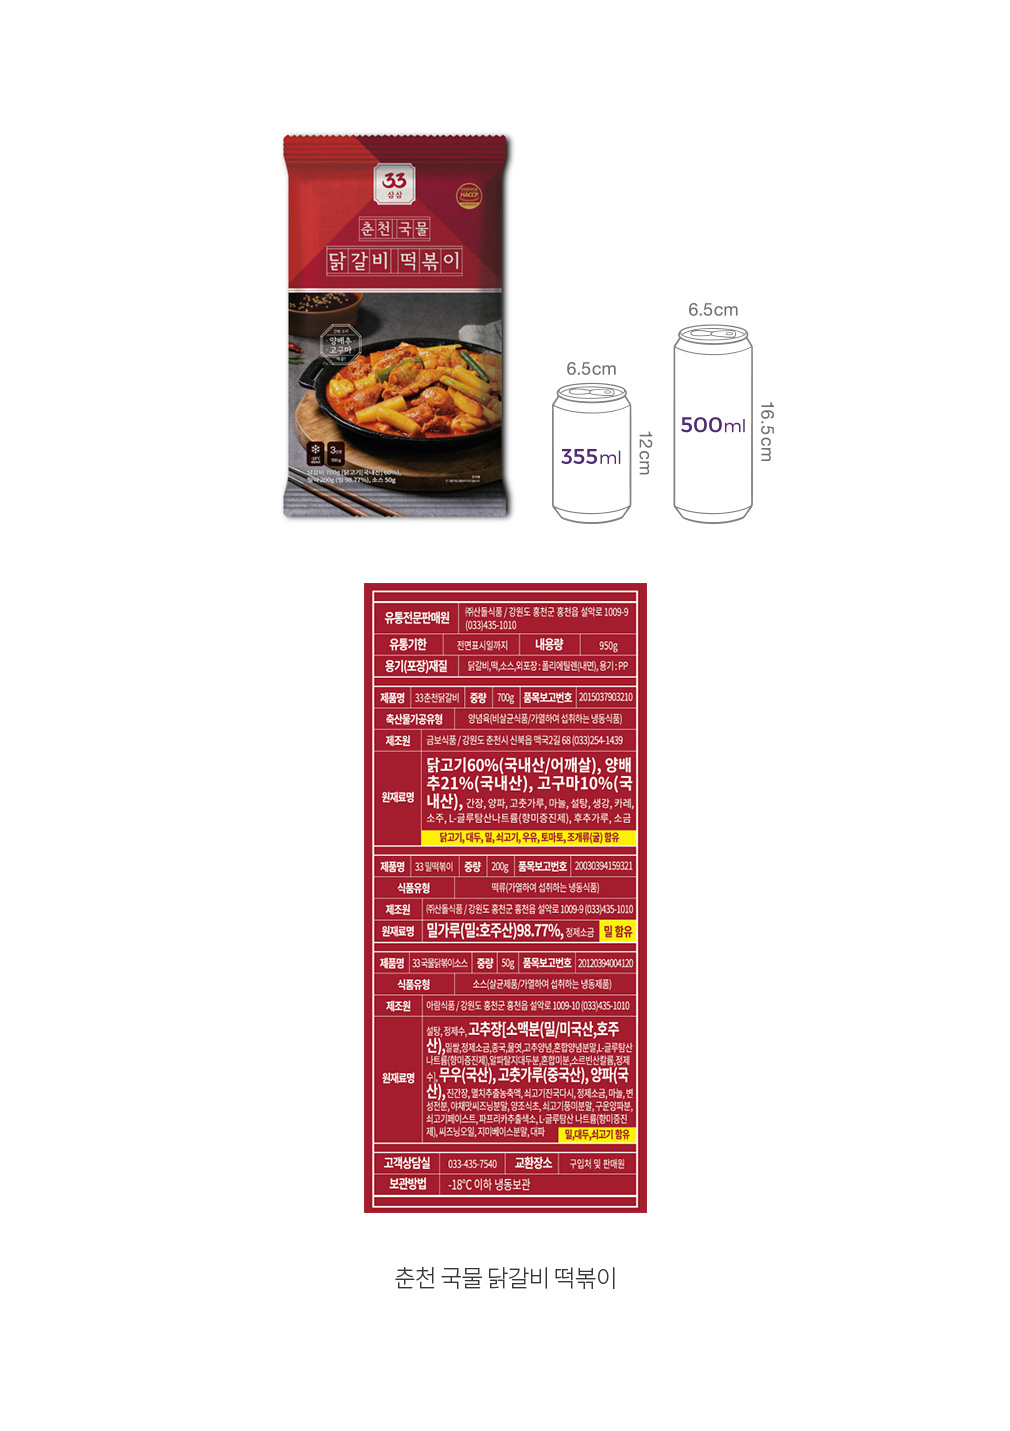 33
삼삼
HACCP
춘천 국물
닭갈비 떡볶이
양배추
고구마
3인분
950g
닭갈비 700g (닭고기[국내산] 60%),
밀떡 200g (밀 98.77%), 소스 50g
6.5cm
355ml
12cm
6.5cm
500ml
16.5cm
유통전문판매원 ㈜산돌식품 / 강원도 홍천군 홍천읍 설악로 1009-9
(033)435-1010
유통기한 전면표시일까지 내용량 950g
용기(포장)재질 닭갈비,떡,소스,외포장 : 폴리에틸렌(내면), 용기 : PP
제품명 33춘천닭갈비 중량 700g 품목보고번호 2015037903210
축산물가공유형 양념육(비살균식품/가열하여 섭취하는 냉동식품)
제조원 금보식품 / 강원도 춘천시 신북읍 맥국2길 68 (033)254-1439
원재료명 닭고기60%(국내산/어깨살), 양배
추21%(국내산), 고구마10%(국
내산), 간장, 양파, 고춧가루, 마늘, 설탕, 생강, 카레,
소주, L-글루탐산나트륨(향미증진제), 후추가루, 소금
닭고기, 대두, 밀, 쇠고기, 우유, 토마토, 조개류(굴) 함유
제품명 33 밀떡볶이 중량 200g 품목보고번호 20030394159321
식품유형 떡류(가열하여 섭취하는 냉동식품)
제조원 ㈜산돌식품 / 강원도 홍천군 홍천읍 설악로 1009-9 (033)435-1010
원재료명 밀가루(밀:호주산)98.77%, 정제소금 밀 함유
제품명 33국물닭볶이소스 중량 50g 품목보고번호 20120394004120
식품유형 소스(살균제품/가열하여 섭취하는 냉동제품)
제조원 아람식품 / 강원도 홍천군 홍천읍 설악로 1009-10 (033)435-1010
원재료명 설탕, 정제수, 고추장[소맥분(밀/미국산,호주
산),밀쌀,정제소금,종국,물엿,고추양념,혼합양념분말,L-글루탐산
나트륨(향미증진제),알파탈지대두분,혼합미분,소르빈산칼륨,정제
수], 무우(국산), 고춧가루(중국산), 양파(국
산), 진간장, 멸치추출농축액, 쇠고기진국다시, 정제소금, 마늘, 변
성전분, 야채맛씨즈닝분말, 양조식초, 쇠고기풍미분말, 구운양파분,
쇠고기페이스트, 파프리카추출색소, L-글루탐산 나트륨(향미증진
제), 씨즈닝오일, 지미베이스분말, 대파 밀,대두,쇠고기 함유
고객상담실 033-435-7540 교환장소 구입처 및 판매원
보관방법 -18℃ 이하 냉동보관
춘천 국물 닭갈비 떡볶이